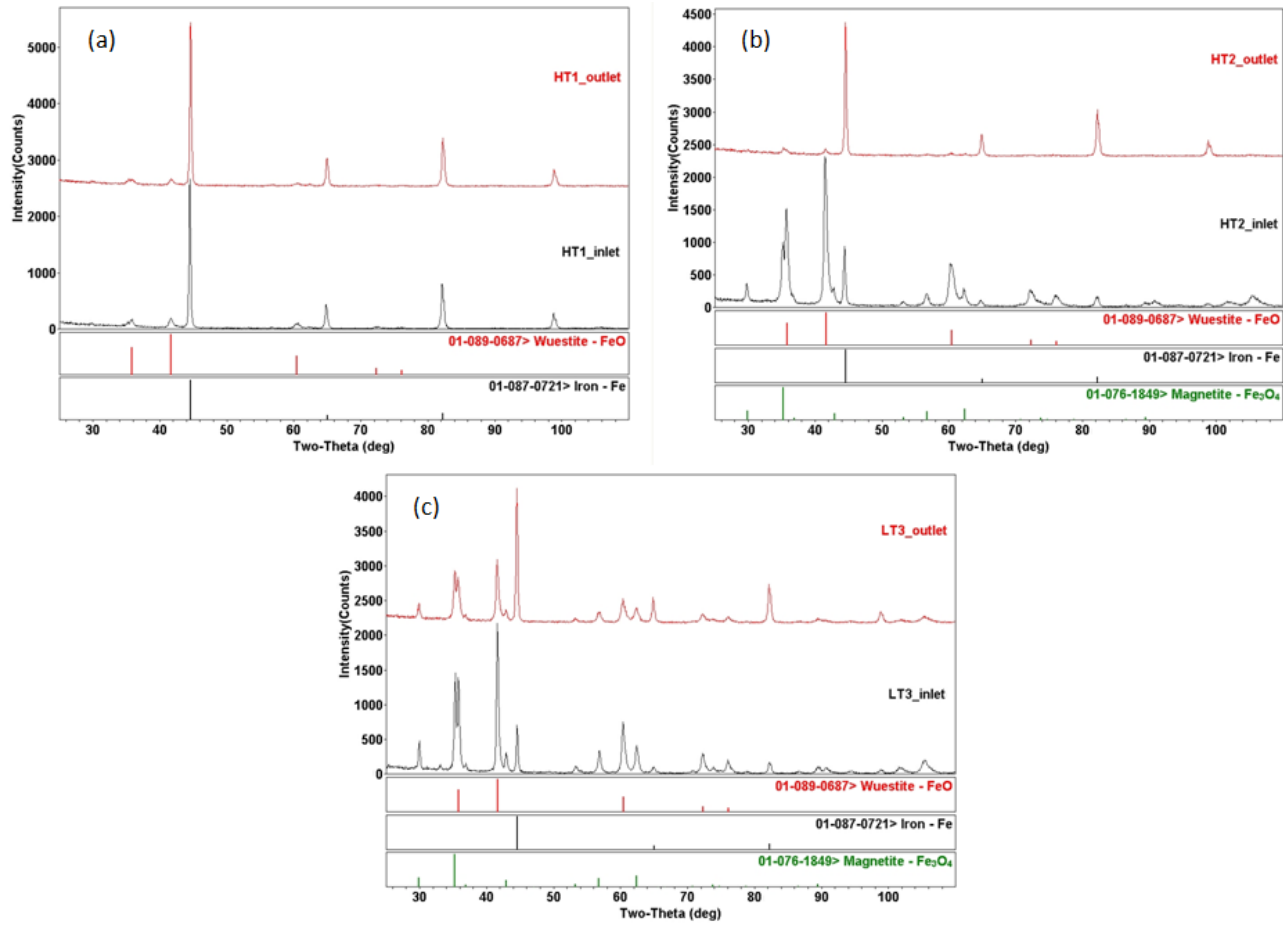 (a)
HT1_outlet
HT1_inlet
Intensity(Counts)
5000
4000
3000
2000
1000
0
01-089-0687> Wuestite - FeO
01-087-0721> Iron - Fe
30 40 50 60 70 80 90 100
Two-Theta (deg)
(b)
HT2_outlet
HT2_inlet
Intensity(Counts)
4500
4000
3500
3000
2500
2000
1500
1000
500
0
01-089-0687> Wuestite - FeO
01-087-0721> Iron - Fe
01-076-1849> Magnetite - Fe₃O₄
30 40 50 60 70 80 90 100
Two-Theta (deg)
(c)
LT3_outlet
LT3_inlet
Intensity(Counts)
4000
3500
3000
2500
2000
1500
1000
500
0
01-089-0687> Wuestite - FeO
01-087-0721> Iron - Fe
01-076-1849> Magnetite - Fe₃O₄
30 40 50 60 70 80 90 100
Two-Theta (deg)